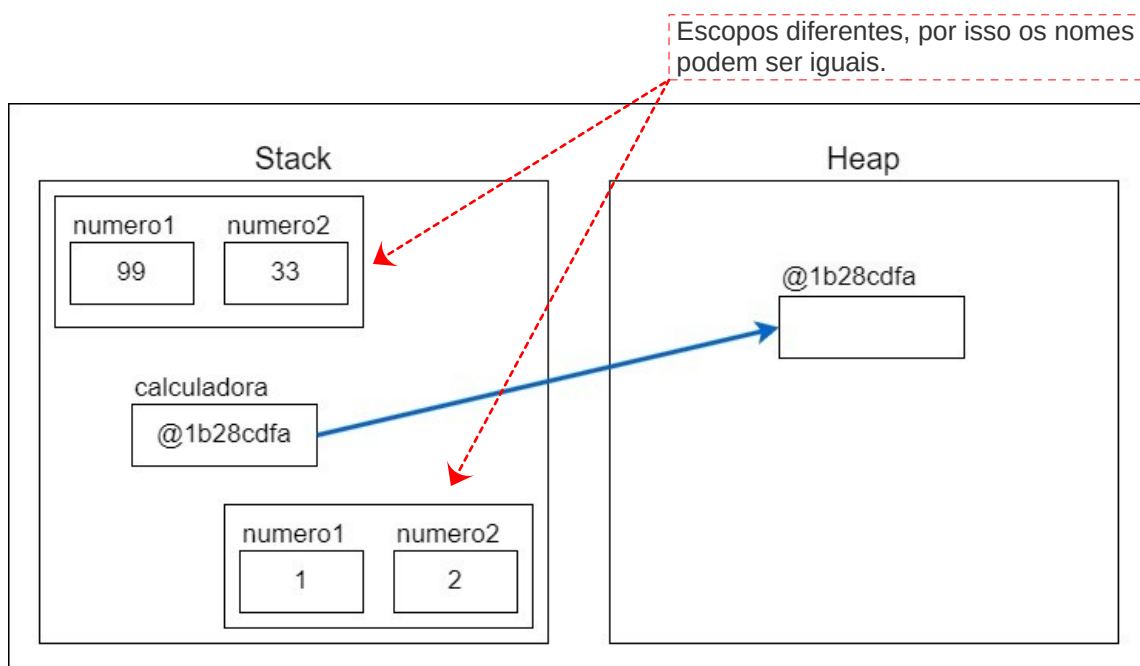 Escopos diferentes, por isso os nomes
podem ser iguais.
Stack
Heap
numero1 numero2
99 33
@1b28cdfa
calculadora
@1b28cdfa
numero1 numero2
1 2